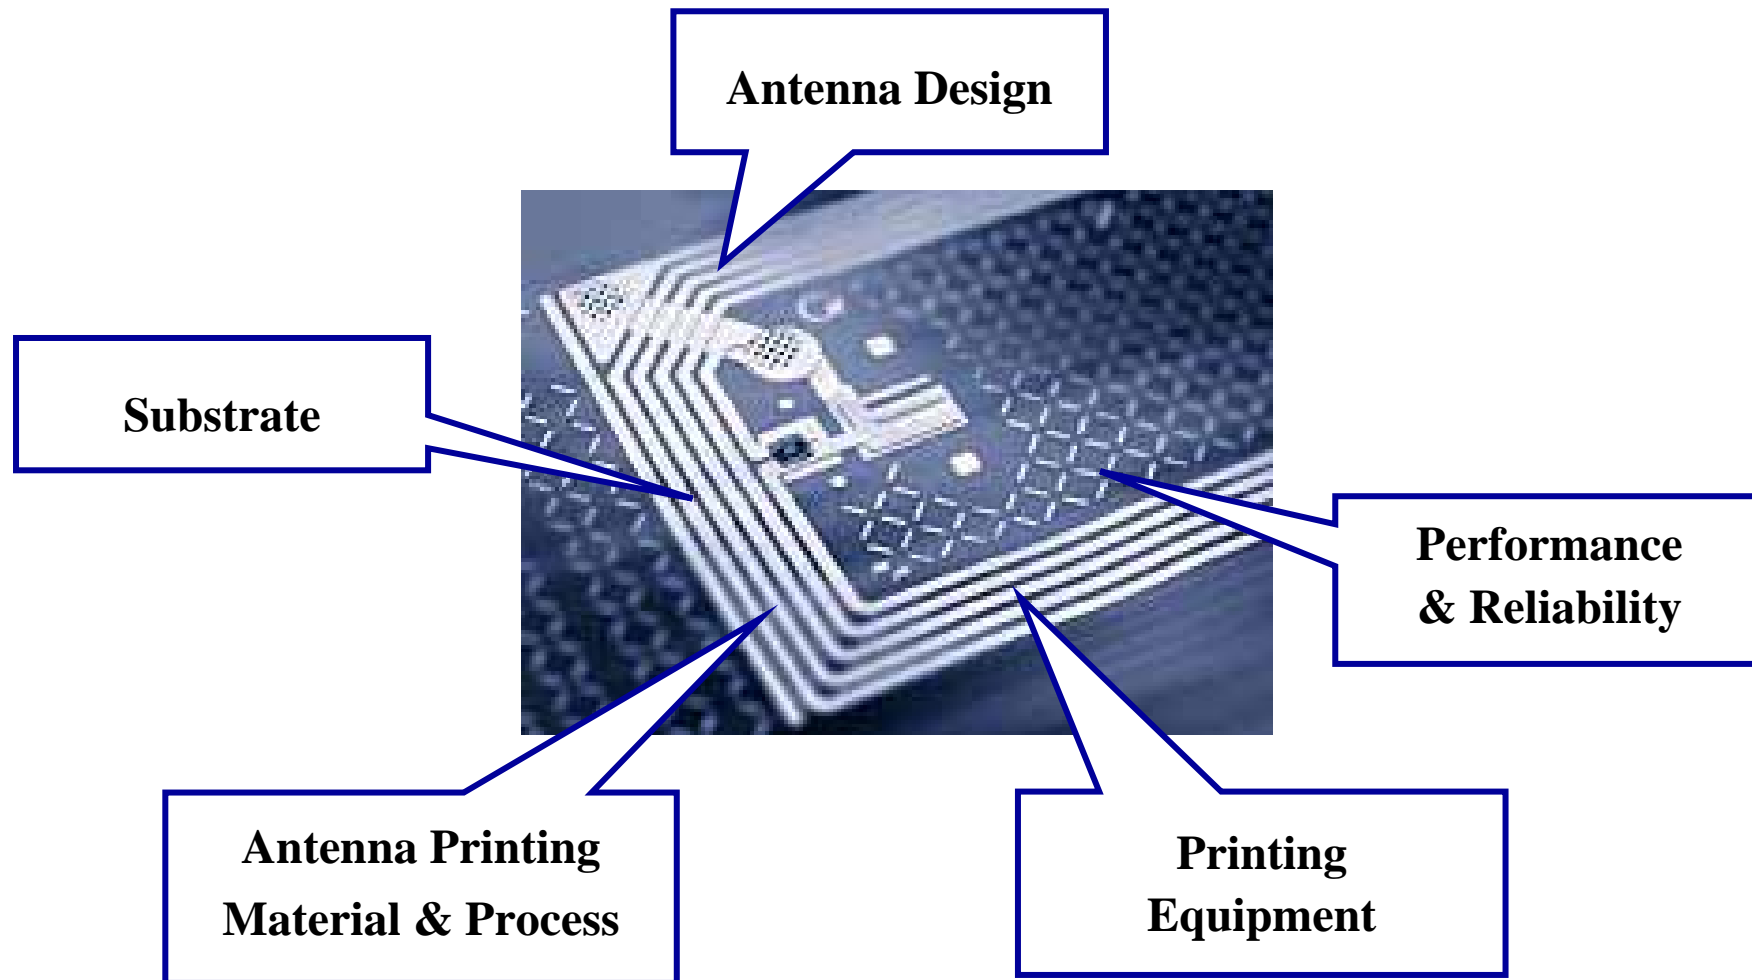 Antenna Design
Substrate
Performance
& Reliability
Antenna Printing
Material & Process
Printing
Equipment